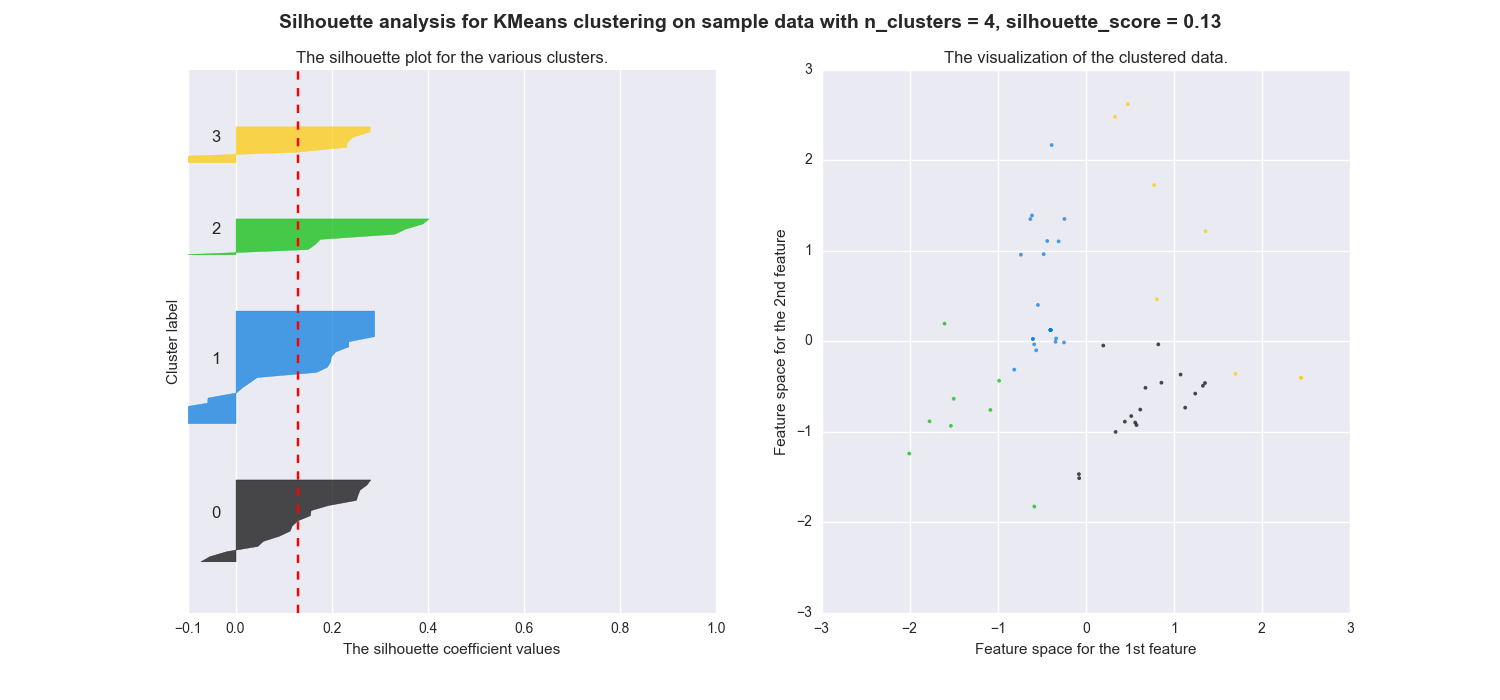 Silhouette analysis for KMeans clustering on sample data with n_clusters = 4, silhouette_score = 0.13
The silhouette plot for the various clusters.
3
2
1
0
Cluster label
−0.1 0.0 0.2 0.4 0.6 0.8 1.0
The silhouette coefficient values
The visualization of the clustered data.
3
2
1
0
−1
−2
−3
Feature space for the 2nd feature
−3 −2 −1 0 1 2 3
Feature space for the 1st feature